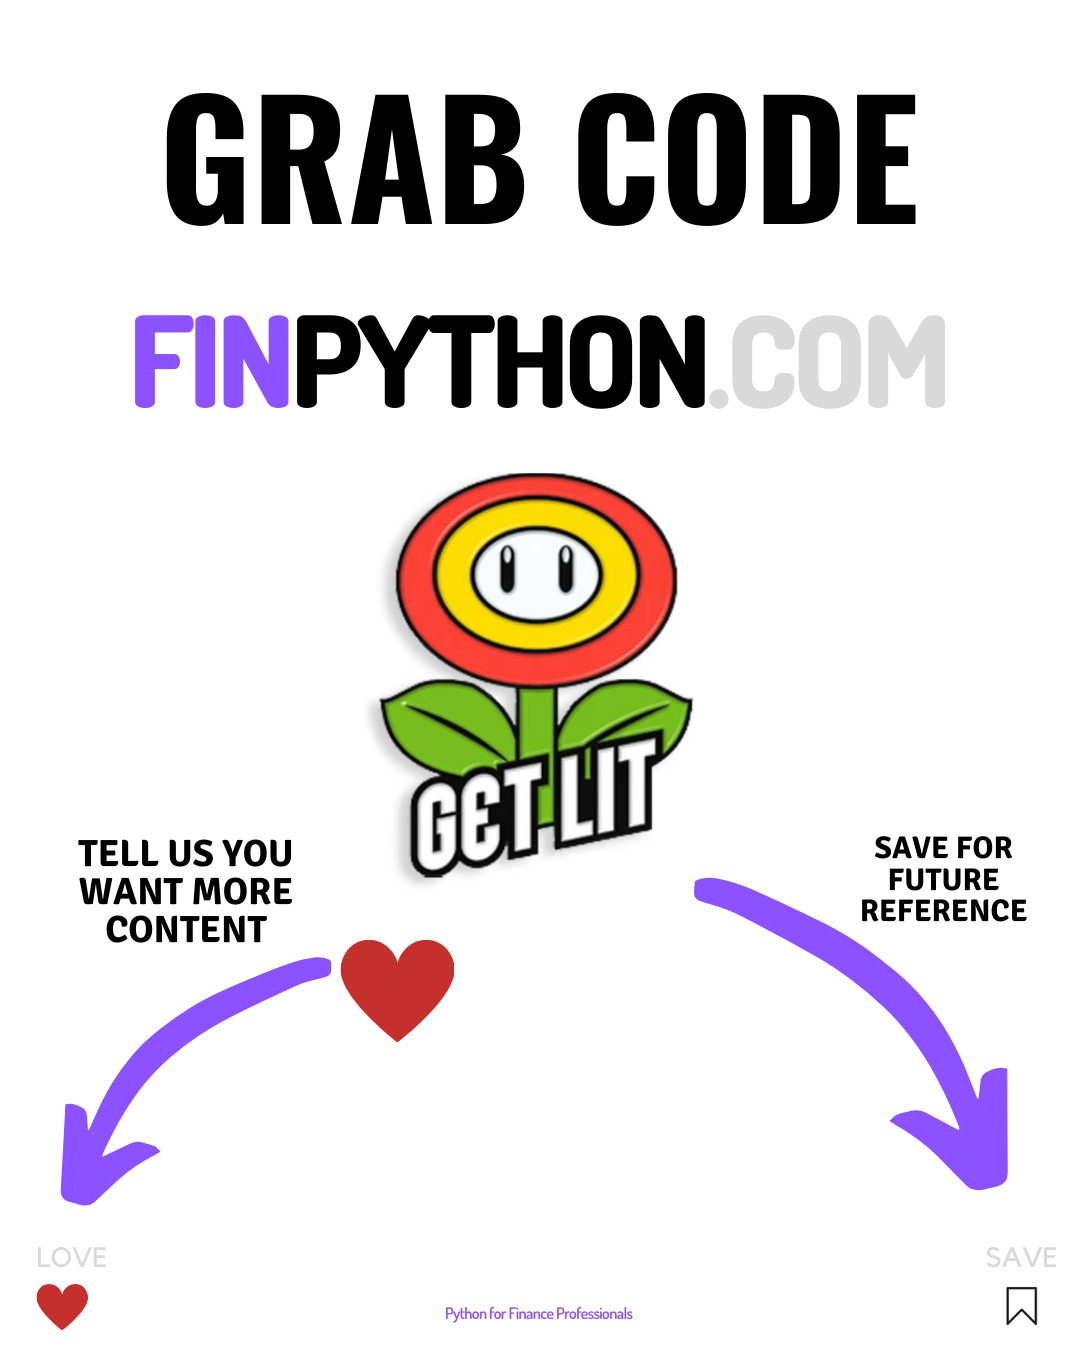 GRAB CODE
FINPYTHON.COM
GET LIT
TELL US YOU
WANT MORE
CONTENT
SAVE FOR
FUTURE
REFERENCE
LOVE
SAVE
Python for Finance Professionals